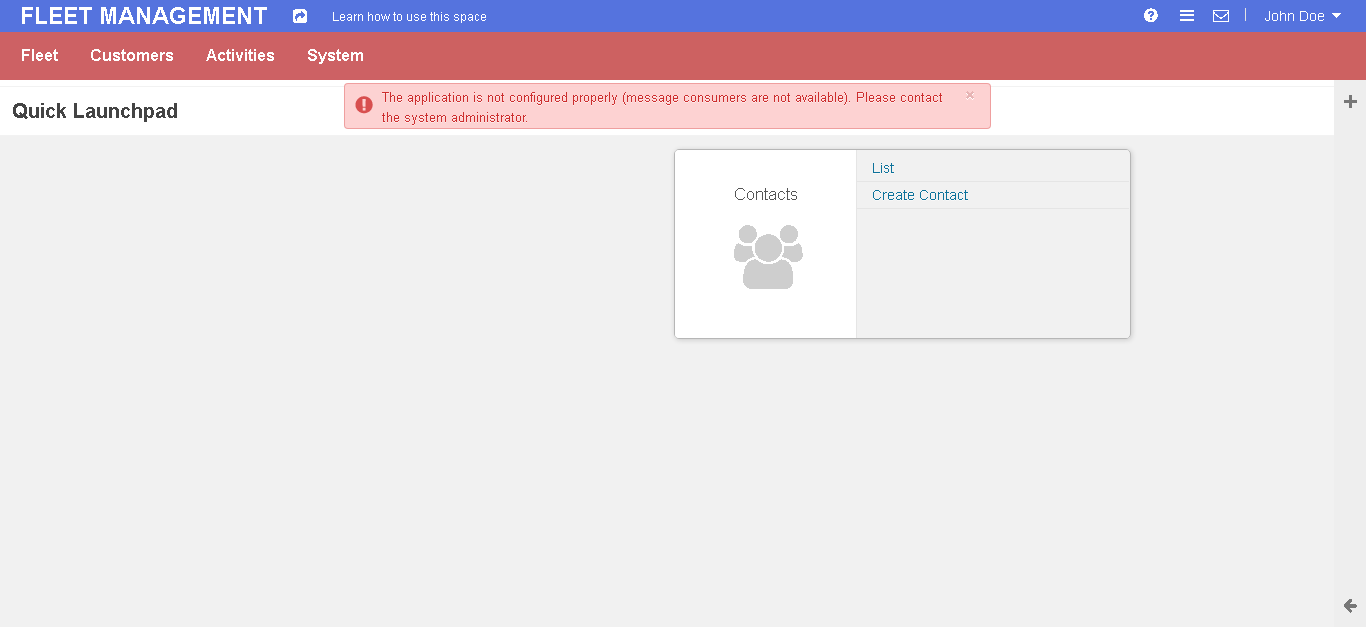 FLEET MANAGEMENT
Learn how to use this space
John Doe
Fleet
Customers
Activities
System
The application is not configured properly (message consumers are not available). Please contact
the system administrator.
×
Quick Launchpad
Contacts
List
Create Contact